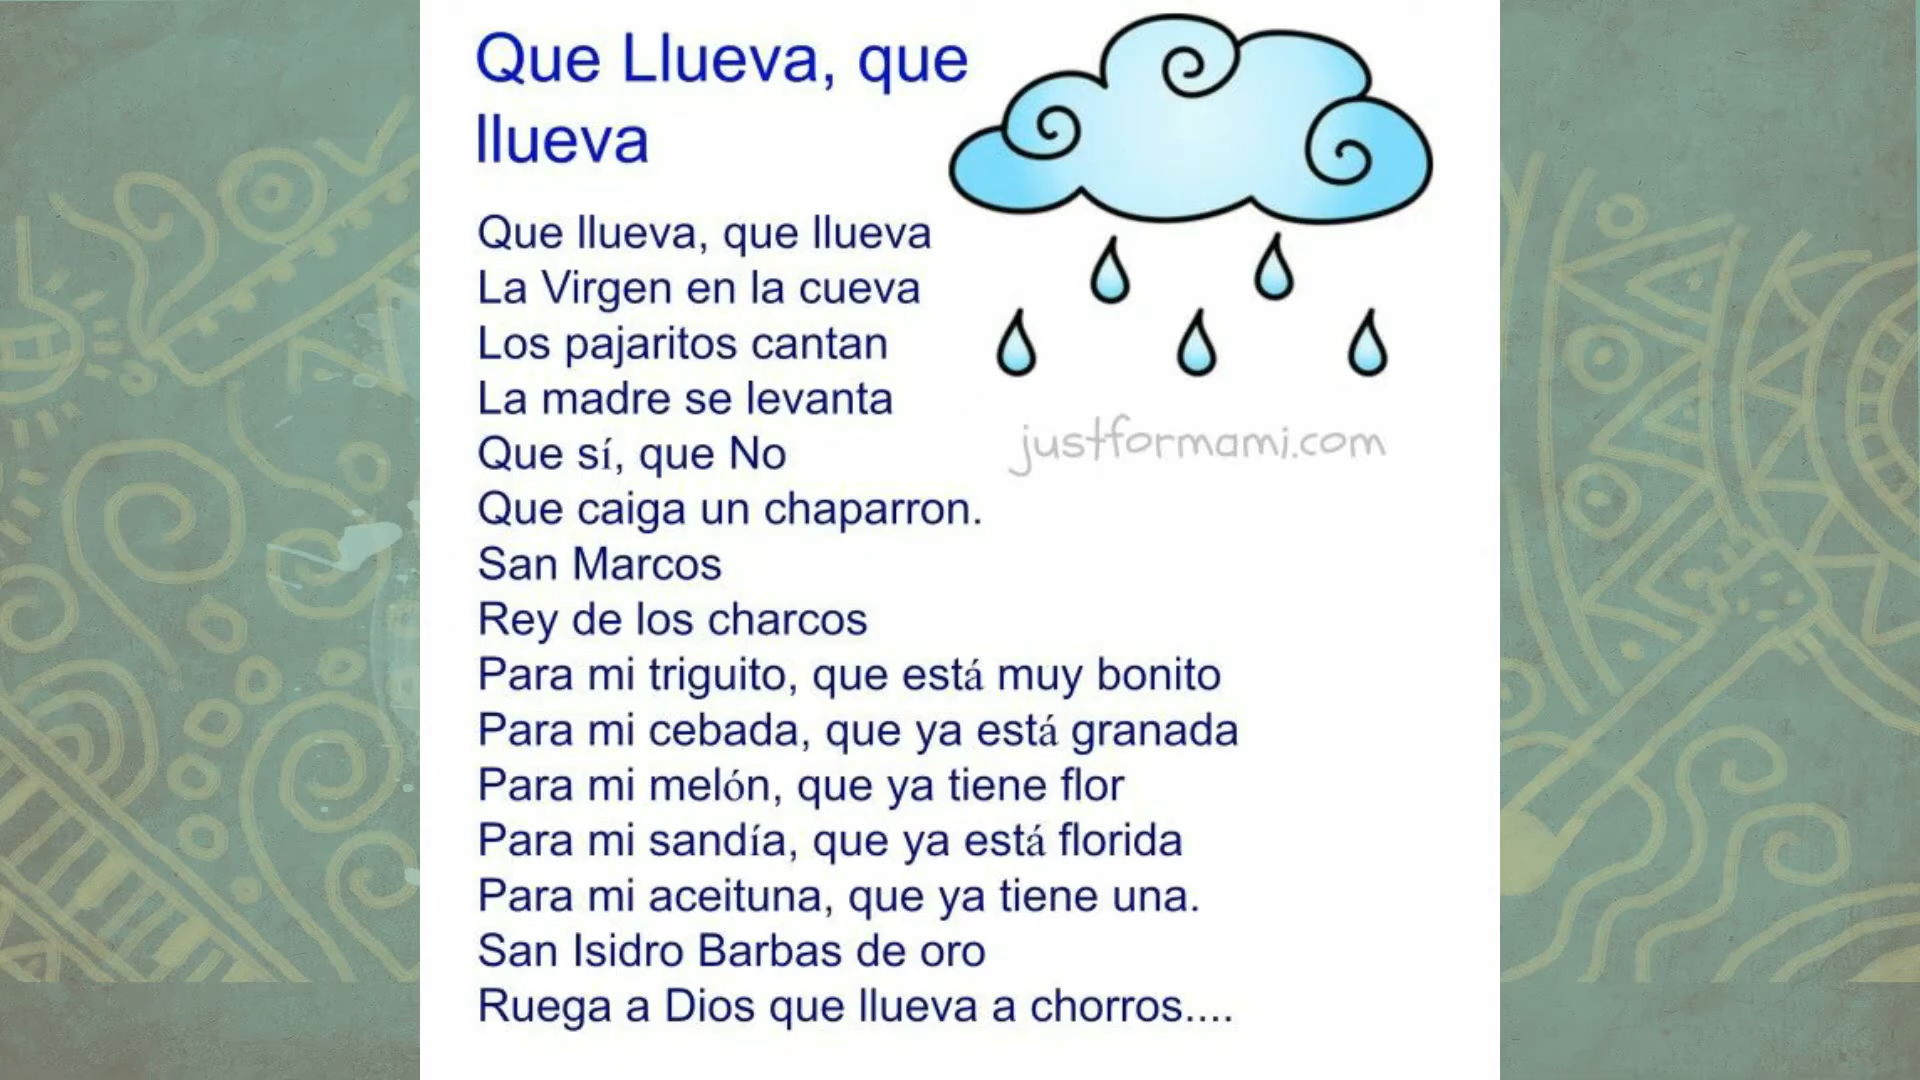 Que Llueva, que
llueva
Que llueva, que llueva
La Virgen en la cueva
Los pajaritos cantan
La madre se levanta
Que sí, que No
Que caiga un chaparron.
San Marcos
Rey de los charcos
Para mi triguito, que está muy bonito
Para mi cebada, que ya está granada
Para mi melón, que ya tiene flor
Para mi sandía, que ya está florida
Para mi aceituna, que ya tiene una.
San Isidro Barbas de oro
Ruega a Dios que llueva a chorros....
justformami.com